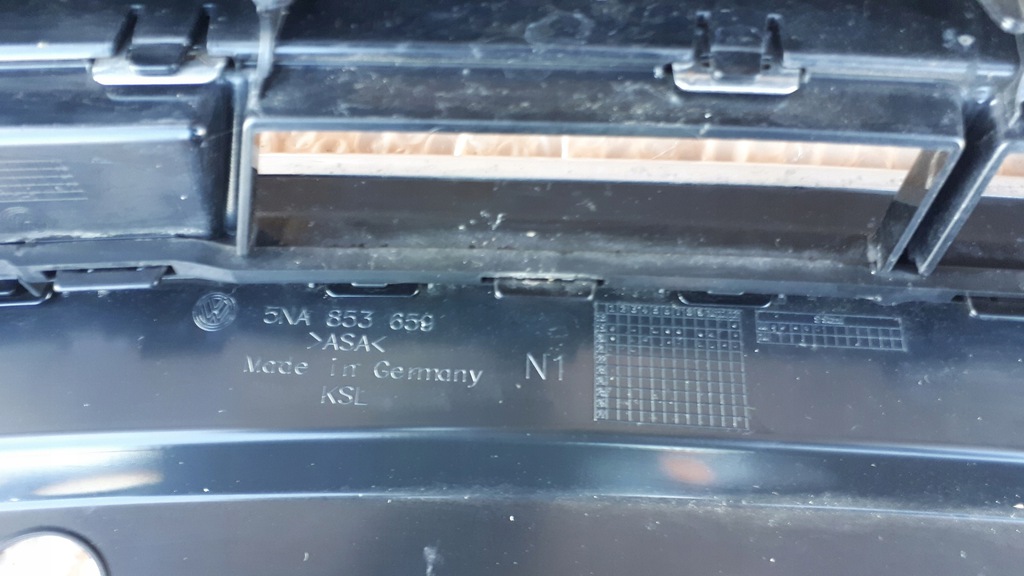 5NA 853 659
>ASA<
Made in Germany
KSL
N1